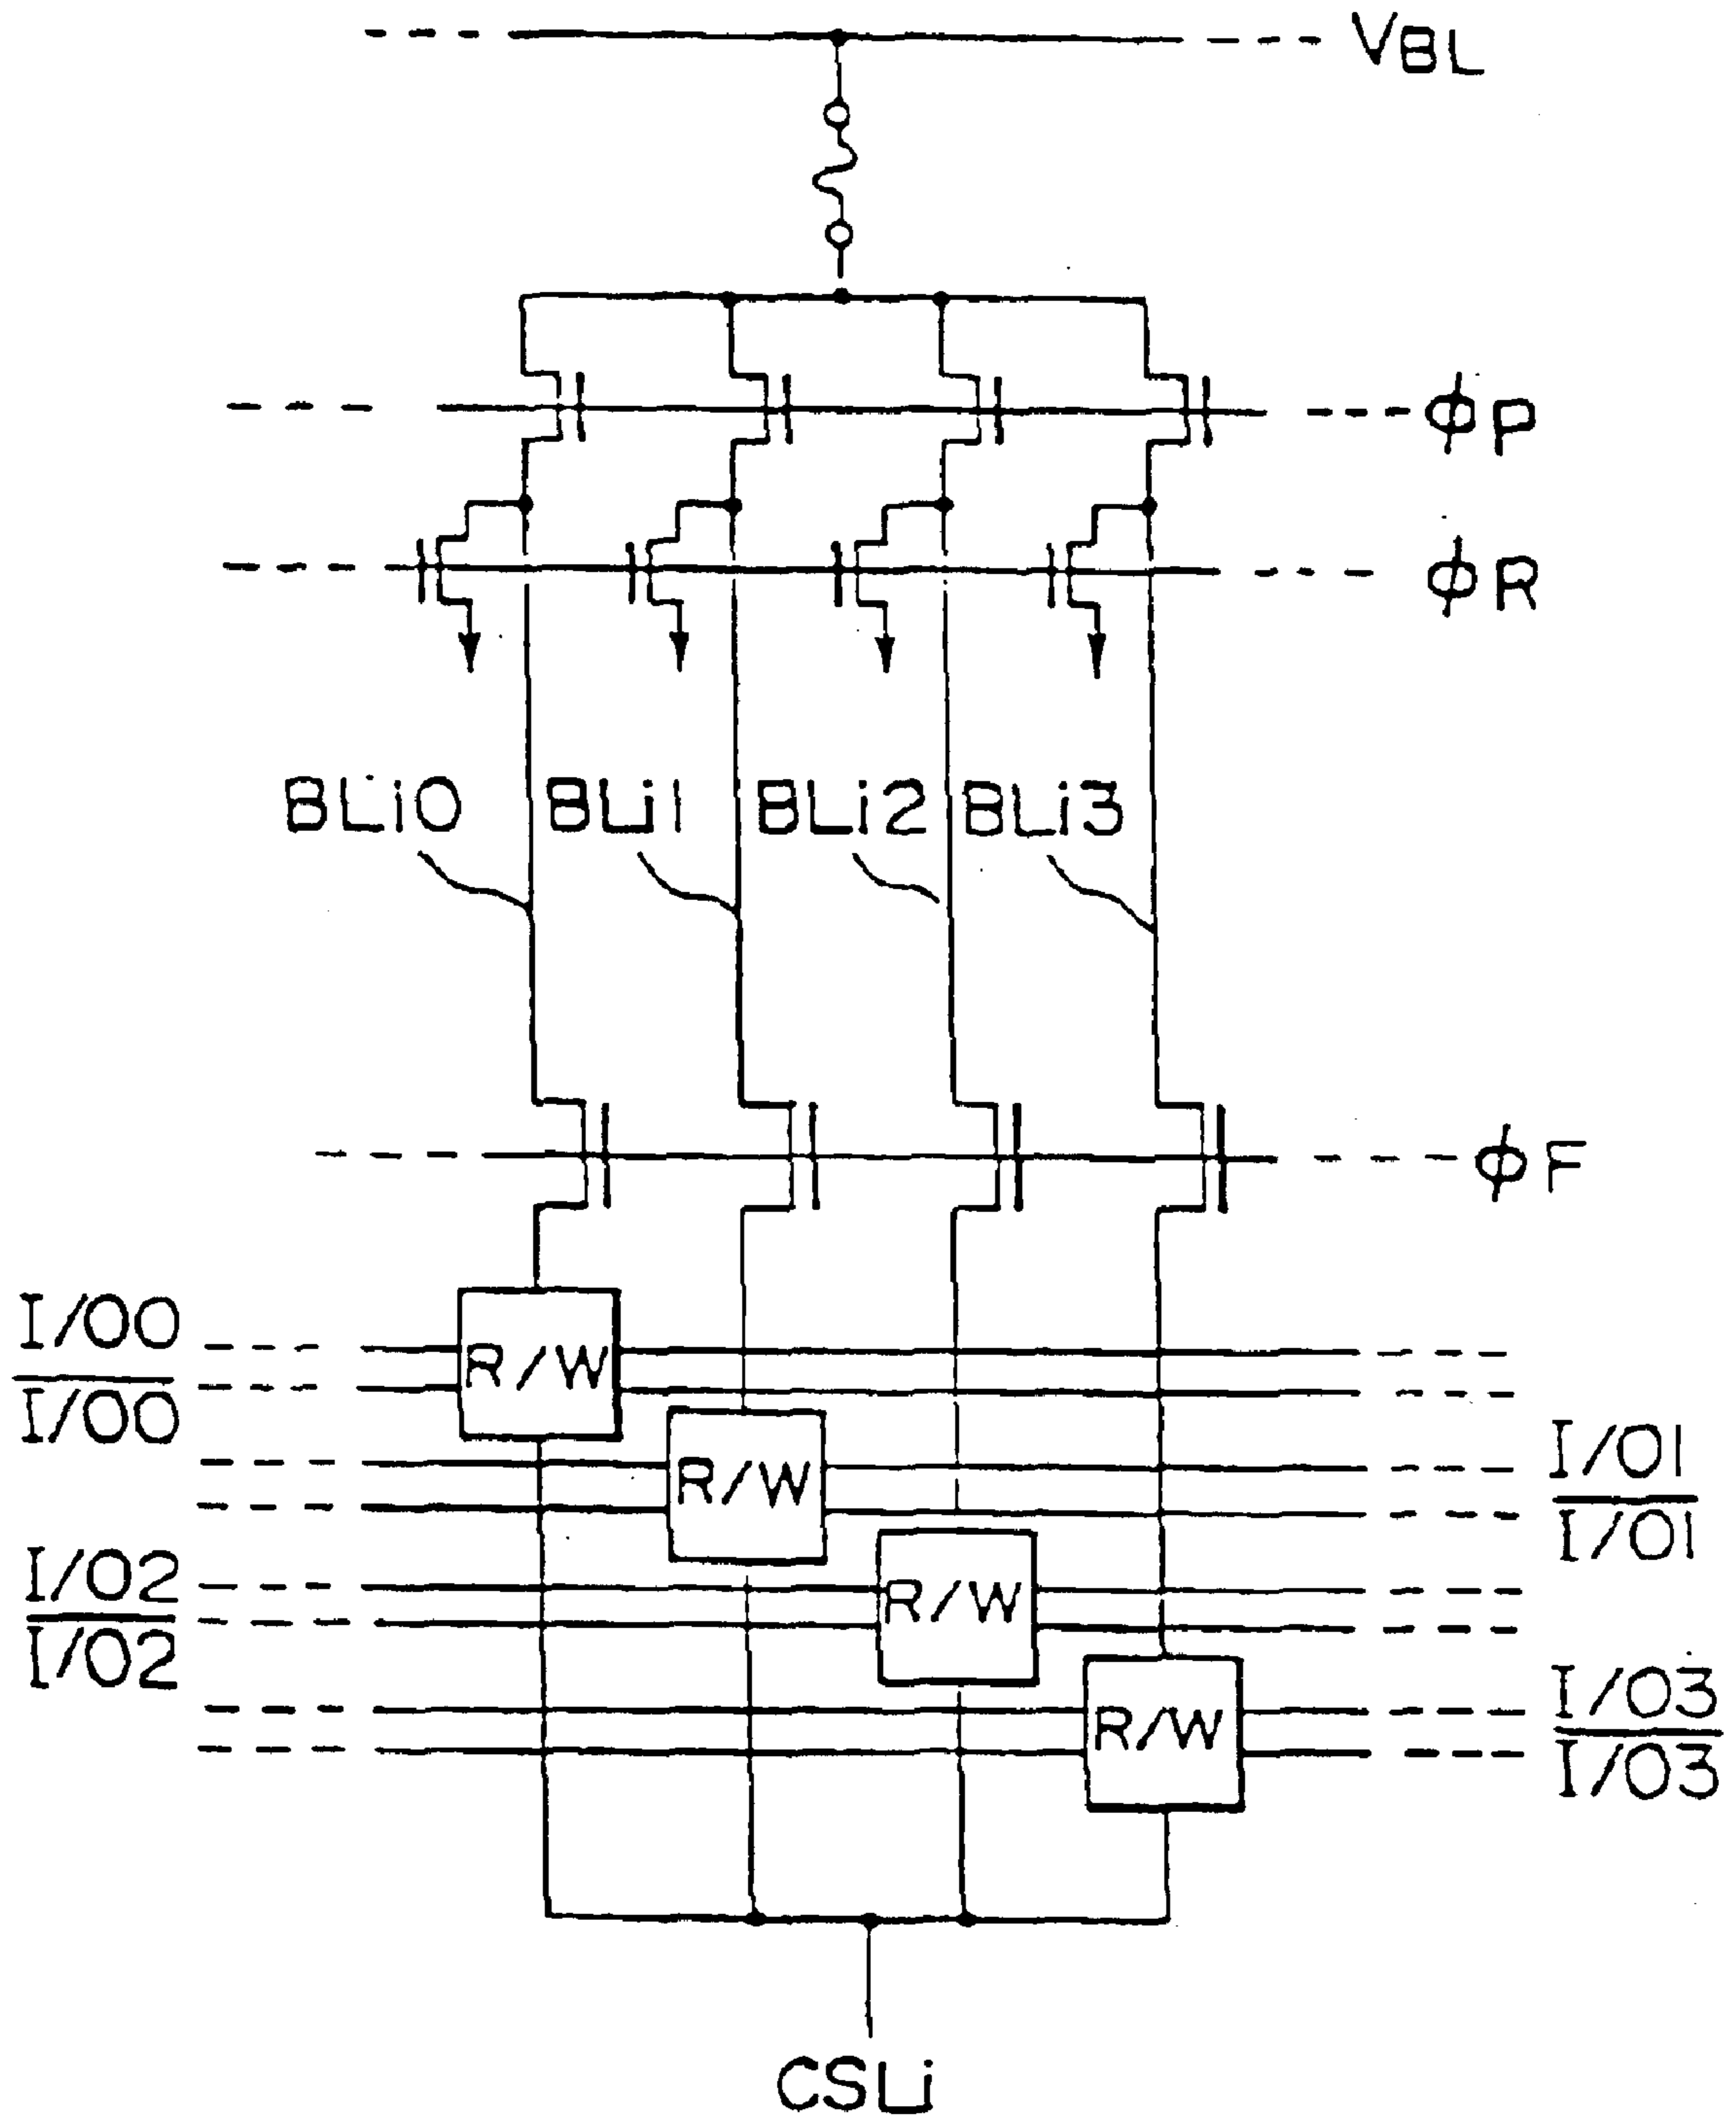 VBL
ΦP
ΦR
BLi0 BLi1 BLi2 BLi3
ΦF
I/O0
I/O0
R/W
R/W
I/O1
I/O1
I/O2
I/O2
R/W
R/W
I/O3
I/O3
CSLi